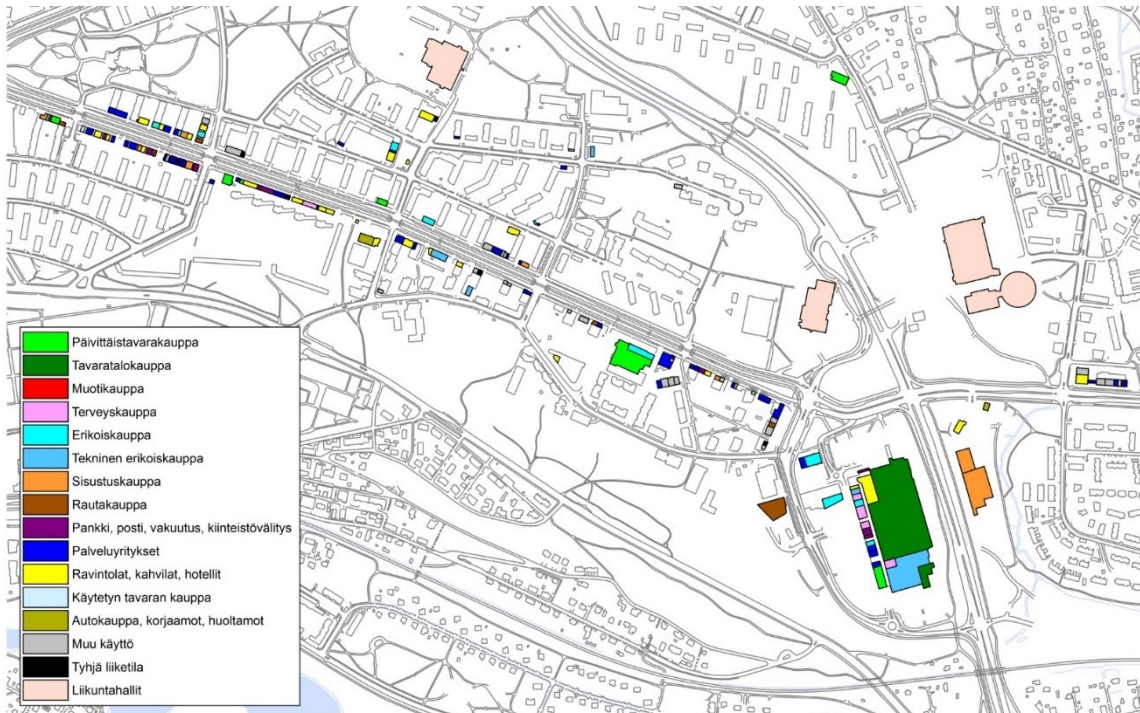 Päivittäistavarakauppa
Tavaratalokauppa
Muotikauppa
Terveyskauppa
Erikoiskauppa
Tekninen erikoiskauppa
Sisustuskauppa
Rautakauppa
Pankki, posti, vakuutus, kiinteistövälitys
Palveluyritykset
Ravintolat, kahvilat, hotellit
Käytetyn tavaran kauppa
Autokauppa, korjaamot, huoltamot
Muu käyttö
Tyhjä liiketila
Liikuntahallit